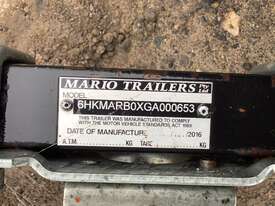 MARIO TRAILERS PTY LTD
MODEL
6HKMARB0XGA000653
THIS TRAILER WAS MANUFACTURED TO COMPLY
WITH THE MOTOR VEHICLE STANDARDS ACT 1989
DATE OF MANUFACTURE 2016
A.T.M. KG TARE KG